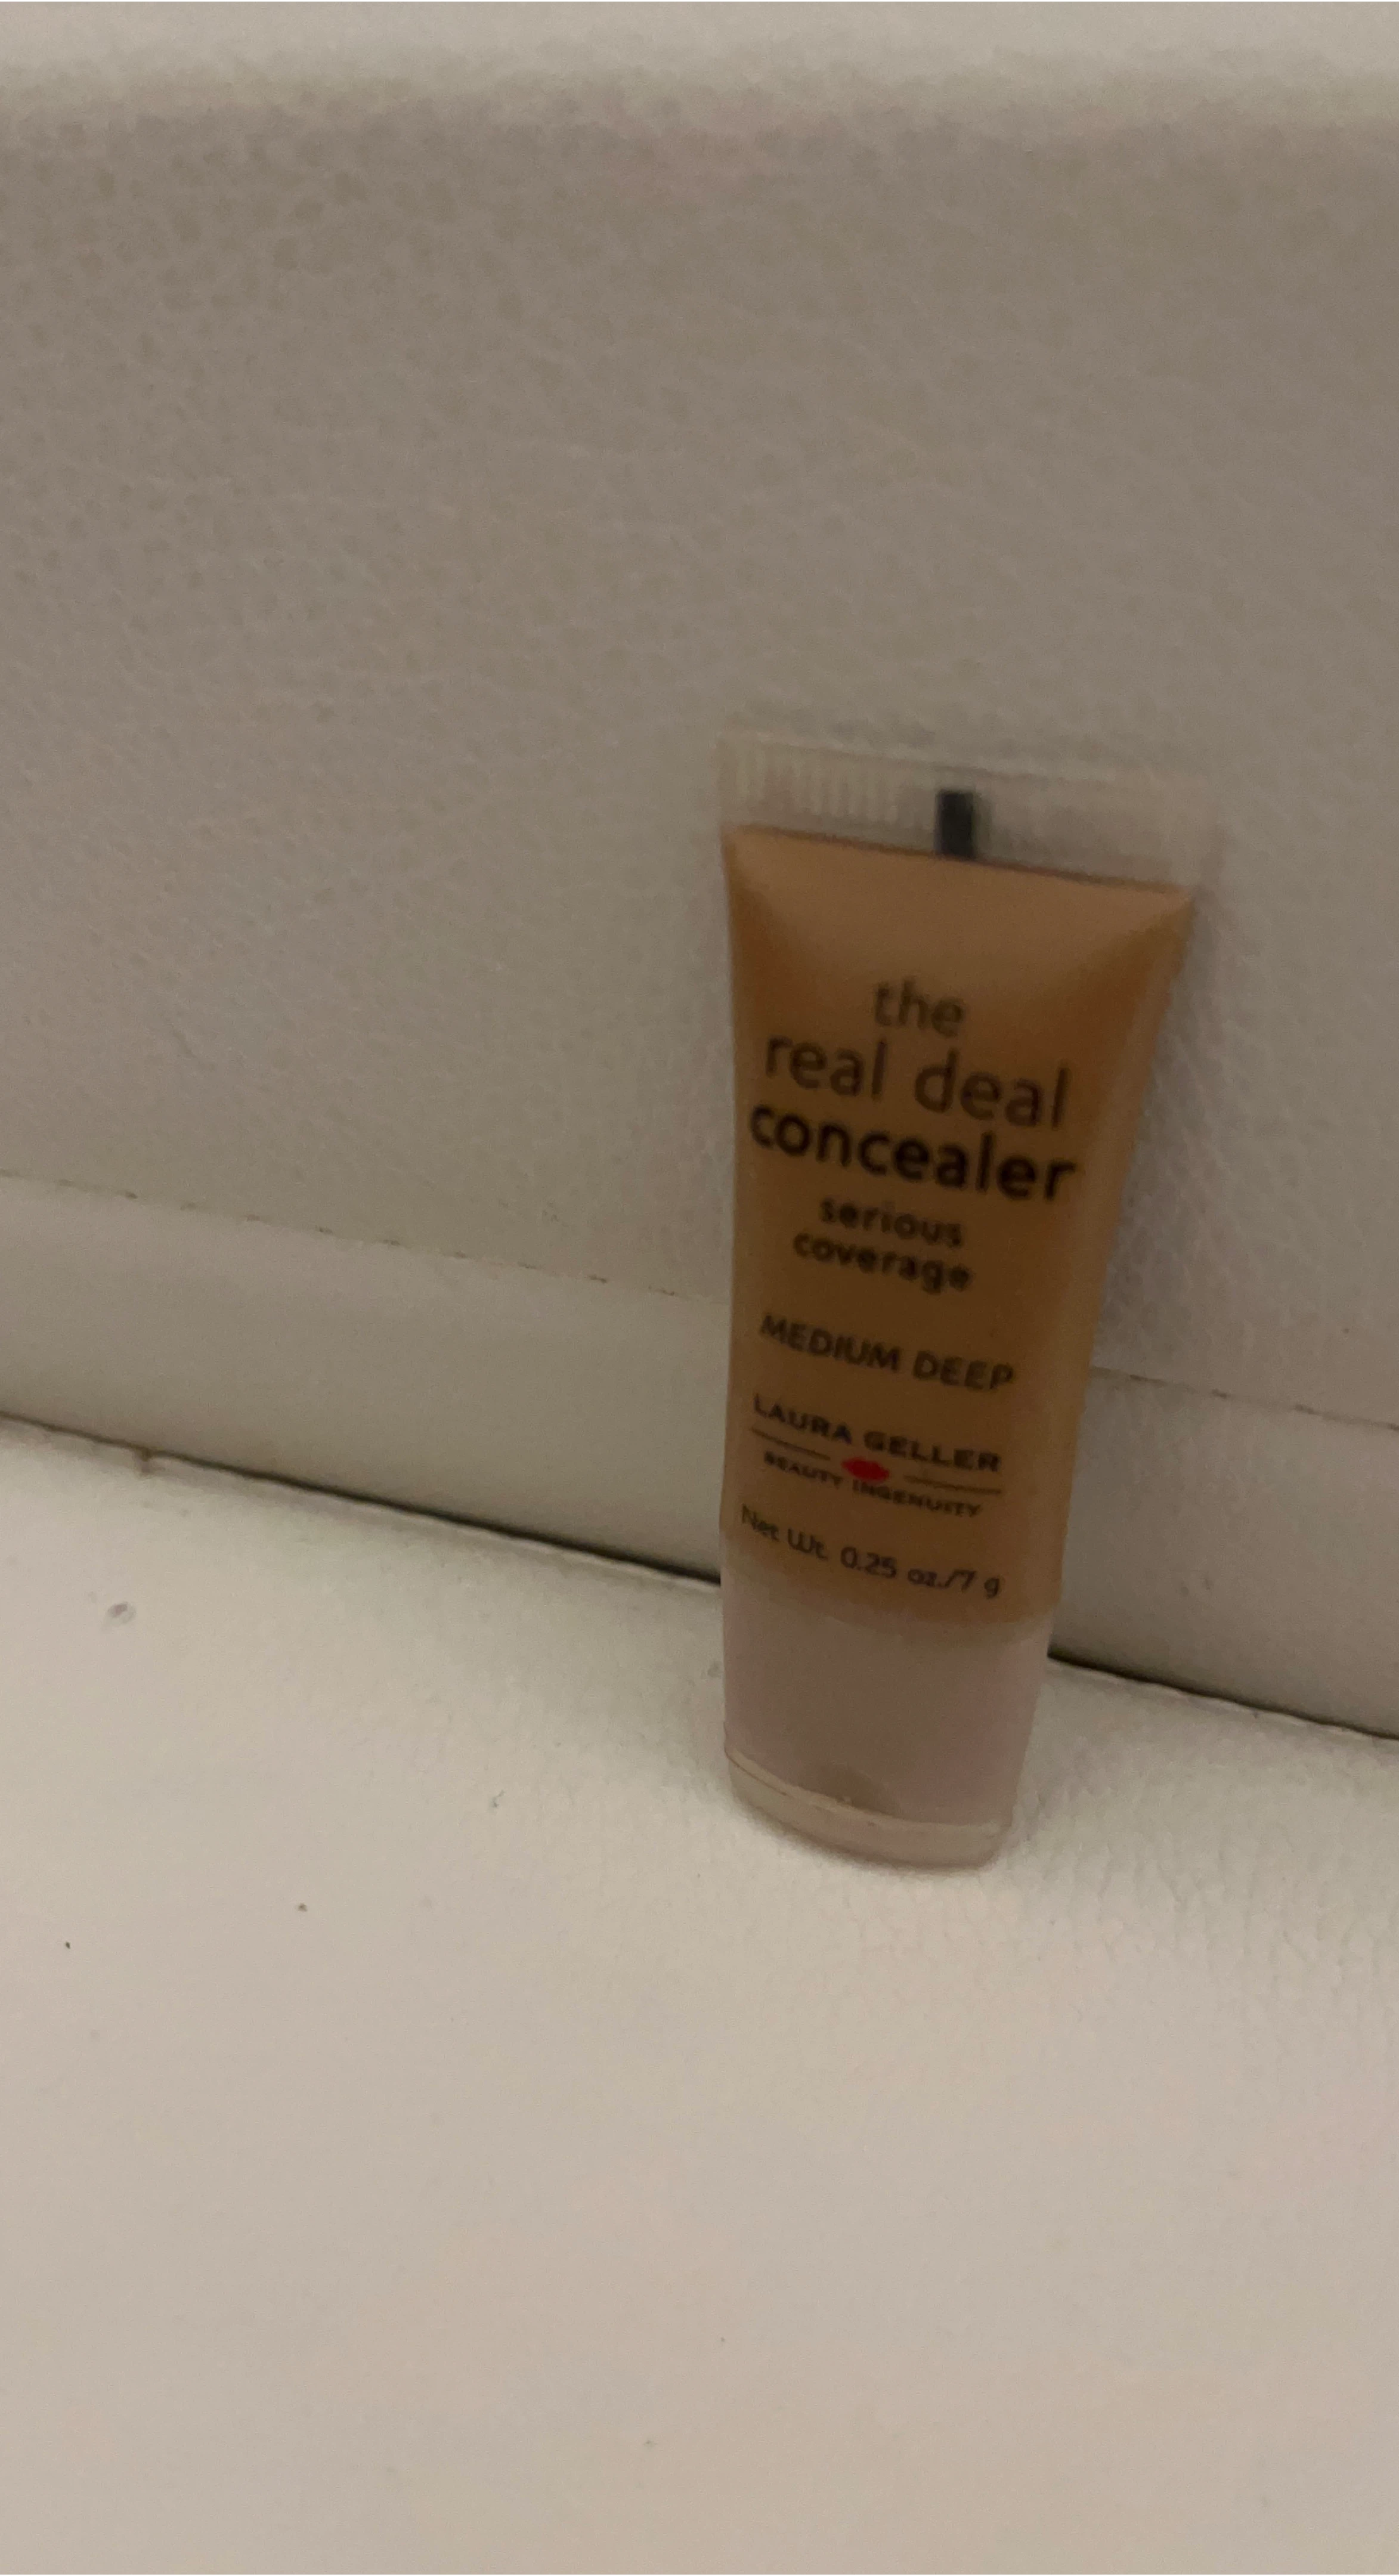 the
real deal
concealer
serious
coverage
MEDIUM DEEP
LAURA GELLER
BEAUTY INGENUITY
Net Wt. 0.25 oz./7 g